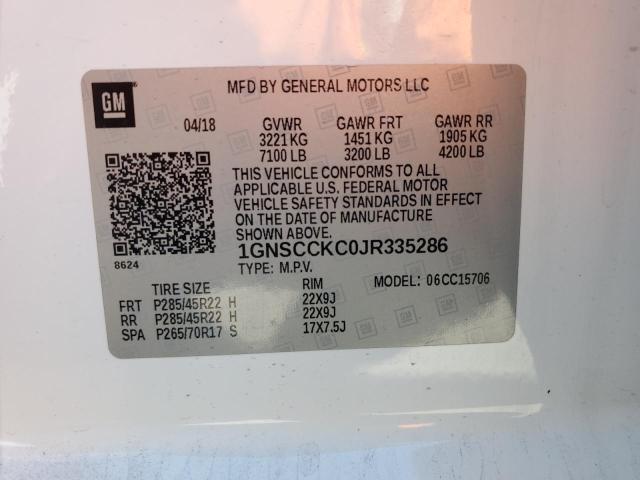 GM
MFD BY GENERAL MOTORS LLC
04/18 GVWR GAWR FRT GAWR RR
3221 KG 1451 KG 1905 KG
7100 LB 3200 LB 4200 LB
THIS VEHICLE CONFORMS TO ALL
APPLICABLE U.S. FEDERAL MOTOR
VEHICLE SAFETY STANDARDS IN EFFECT
ON THE DATE OF MANUFACTURE
SHOWN ABOVE.
8624
1GNSCCKC0JR335286
TYPE: M.P.V.
TIRE SIZE RIM MODEL: 06CC15706
FRT P285/45R22 H 22X9J
RR P285/45R22 H 22X9J
SPA P265/70R17 S 17X7.5J